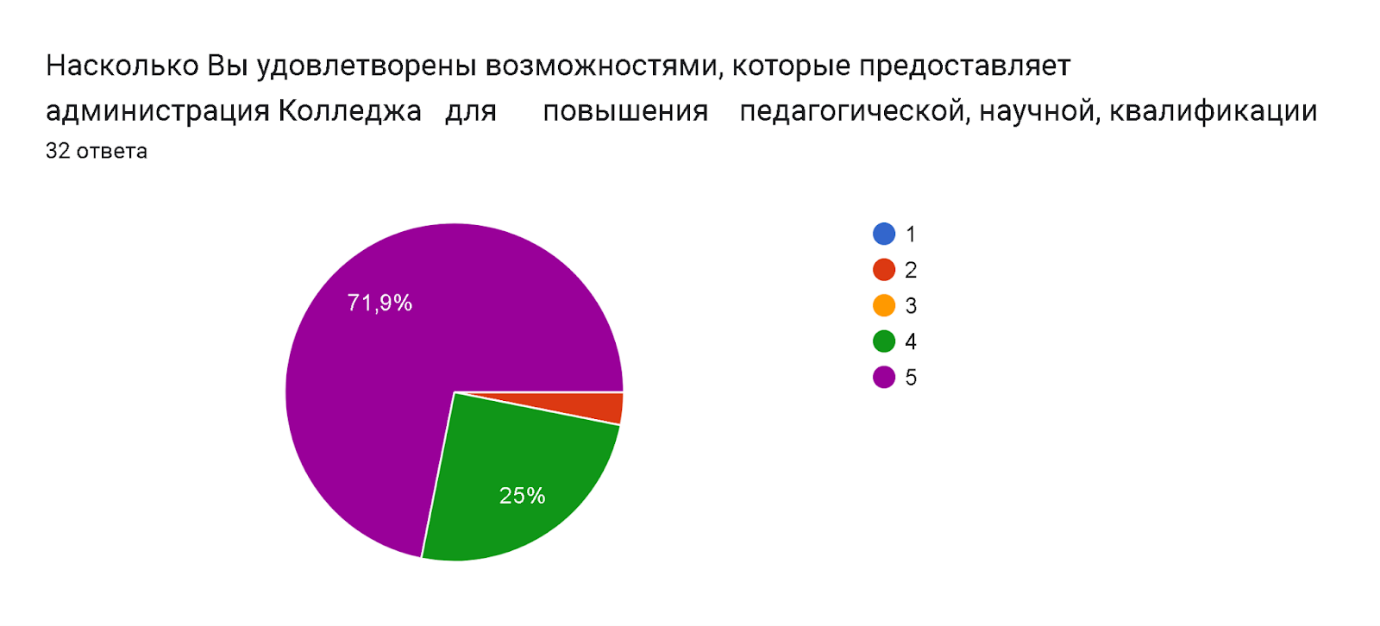 Насколько Вы удовлетворены возможностями, которые предоставляет
администрация Колледжа для повышения педагогической, научной, квалификации
32 ответа
71,9%
25%
1
2
3
4
5